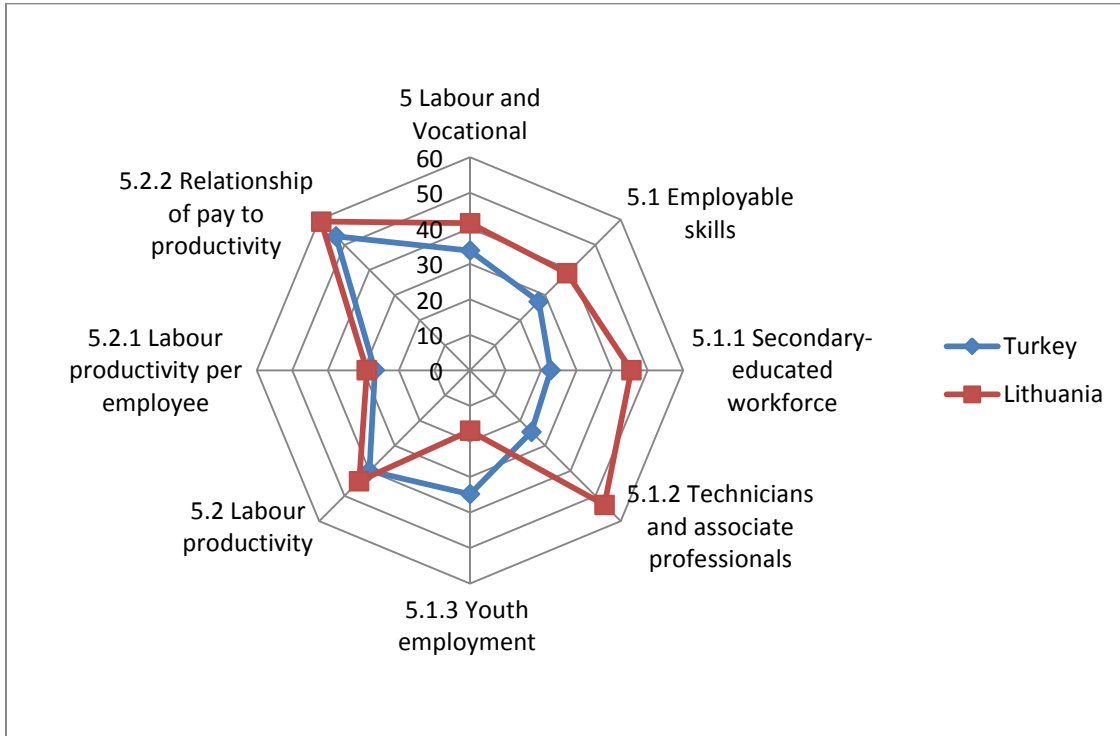 5 Labour and
Vocational
60
50
40
30
20
10
0
5.1 Employable
skills
5.1.1 Secondary-
educated
workforce
5.1.2 Technicians
and associate
professionals
5.1.3 Youth
employment
5.2 Labour
productivity
5.2.1 Labour
productivity per
employee
5.2.2 Relationship
of pay to
productivity
Turkey
Lithuania